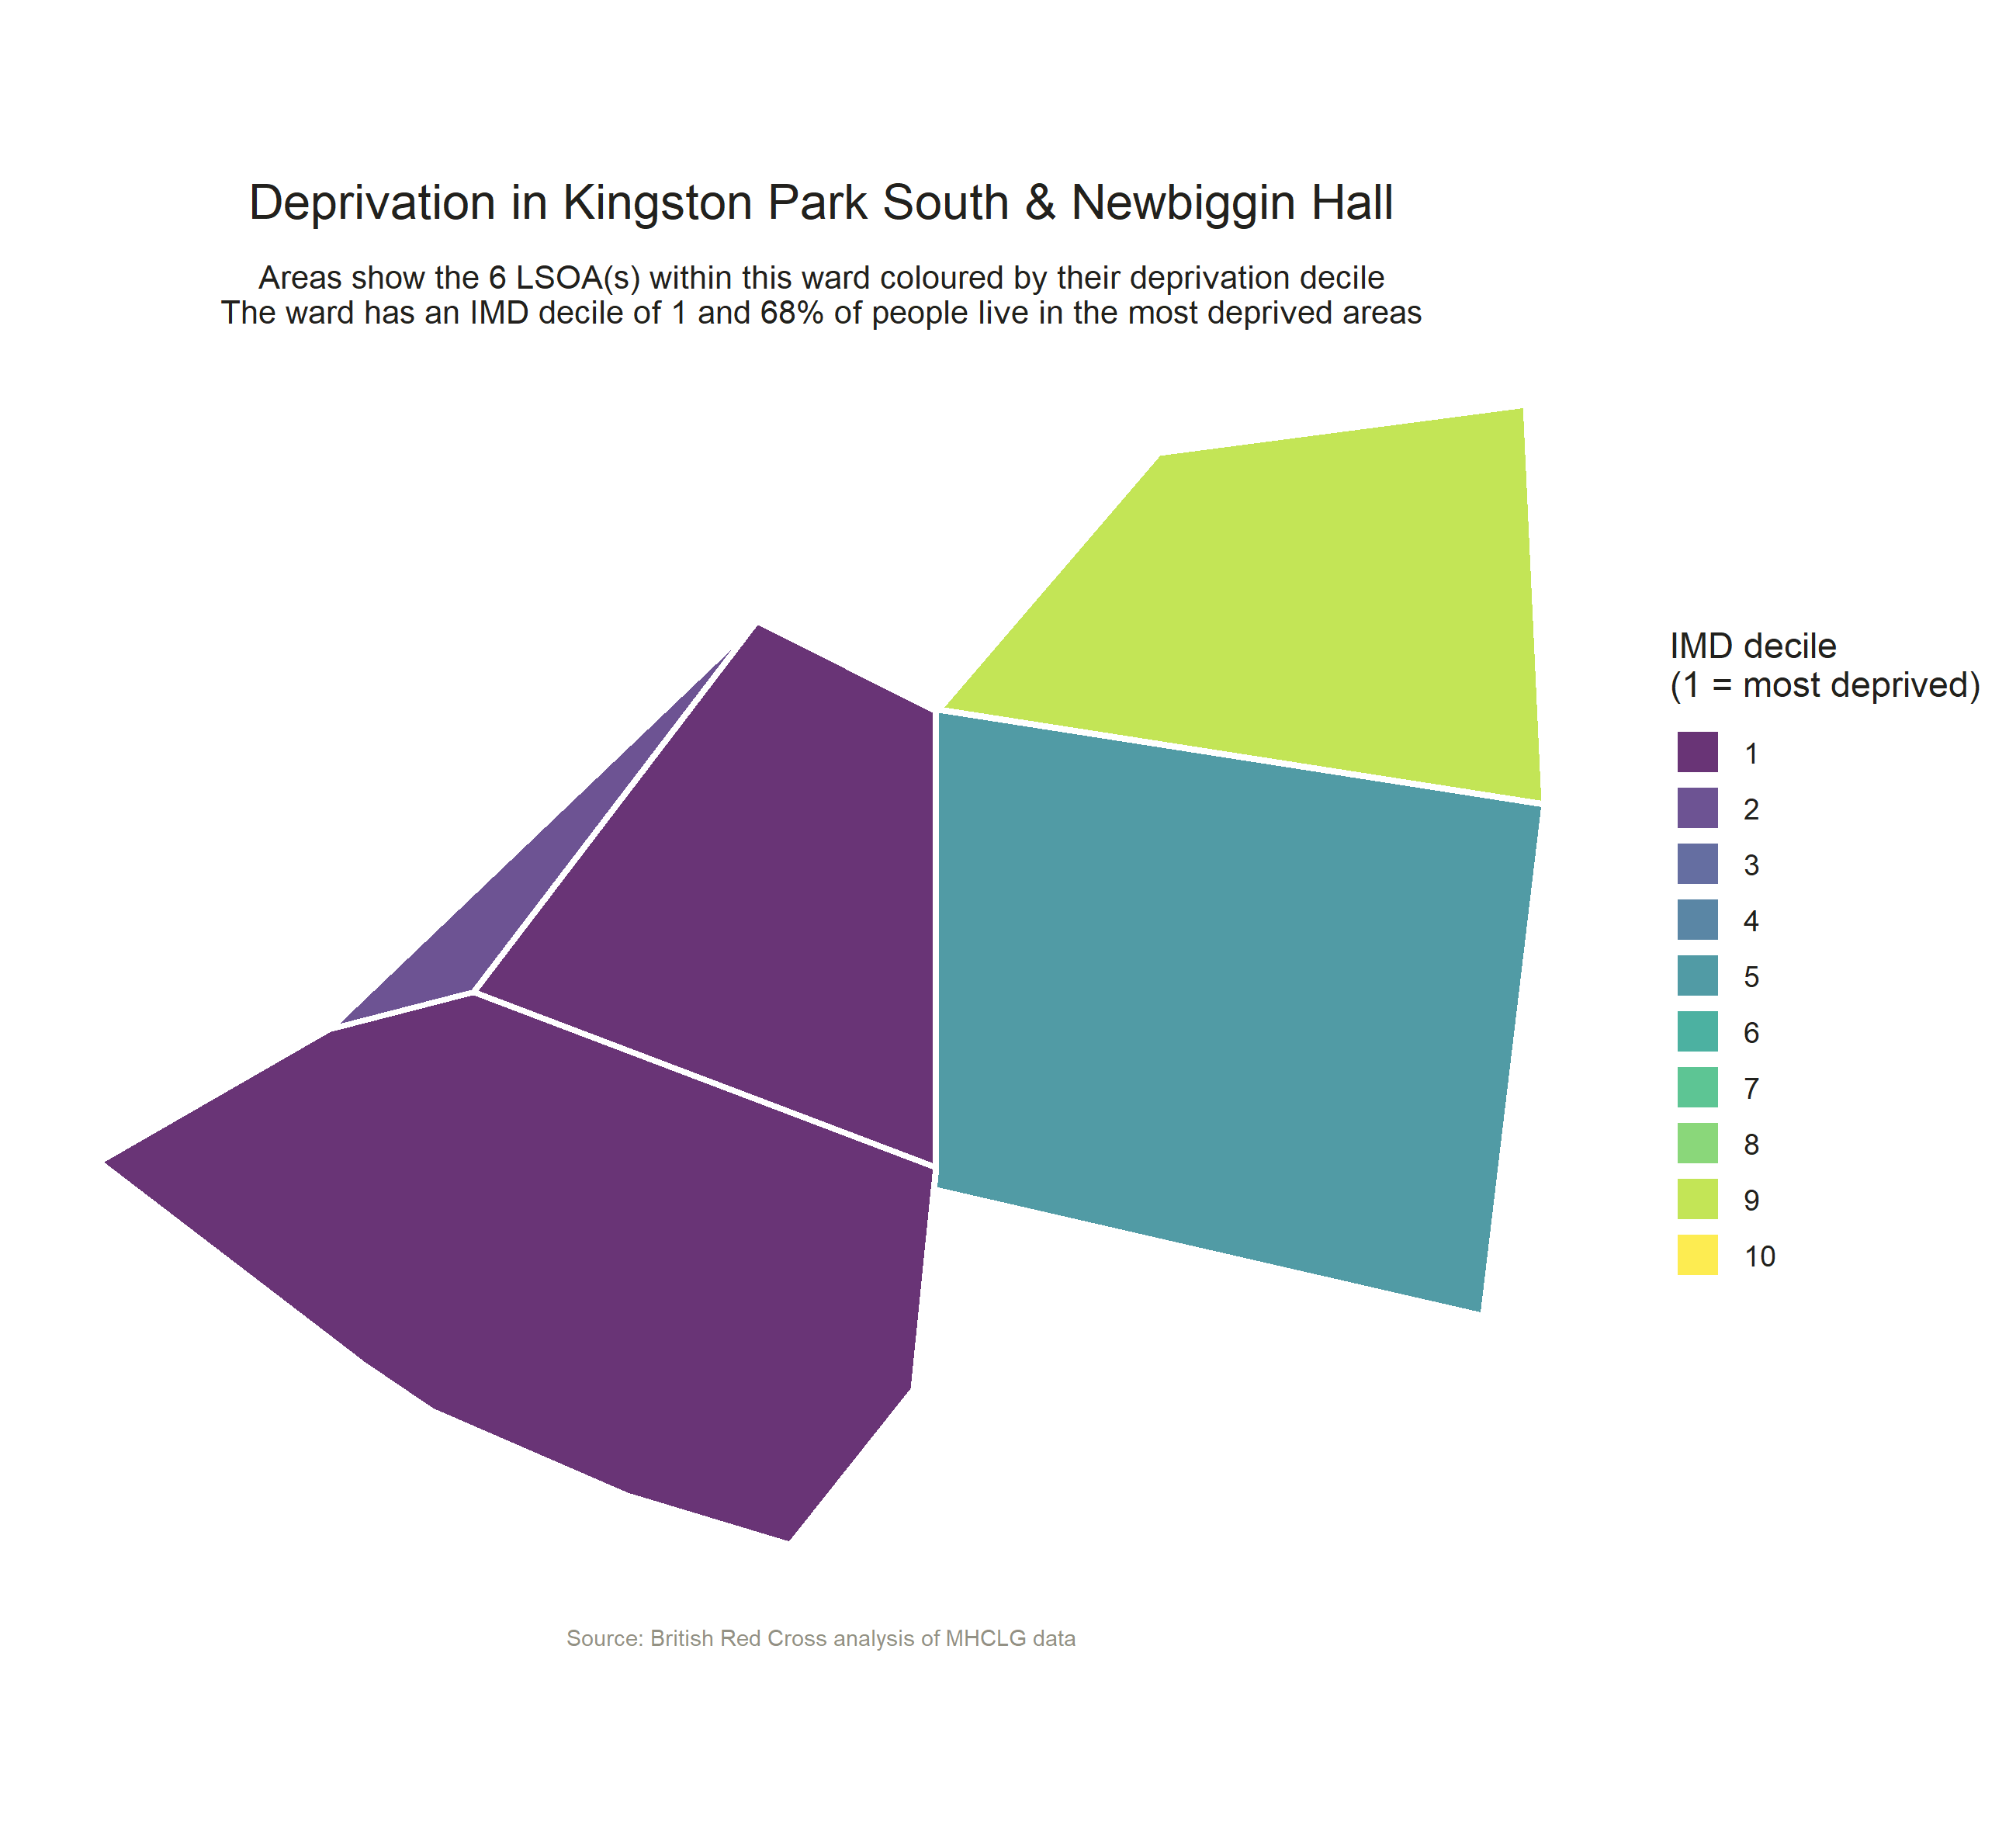 Deprivation in Kingston Park South & Newbiggin Hall
Areas show the 6 LSOA(s) within this ward coloured by their deprivation decile
The ward has an IMD decile of 1 and 68% of people live in the most deprived areas
IMD decile
(1 = most deprived)
1
2
3
4
5
6
7
8
9
10
Source: British Red Cross analysis of MHCLG data